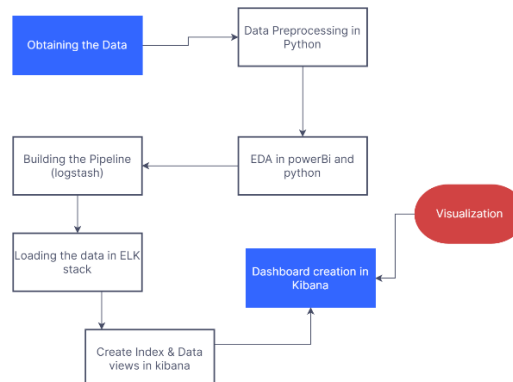 Obtaining the Data
Data Preprocessing in
Python
Building the Pipeline
(logstash)
EDA in powerBi and
python
Visualization
Loading the data in ELK
stack
Dashboard creation in
Kibana
Create Index & Data
views in kibana